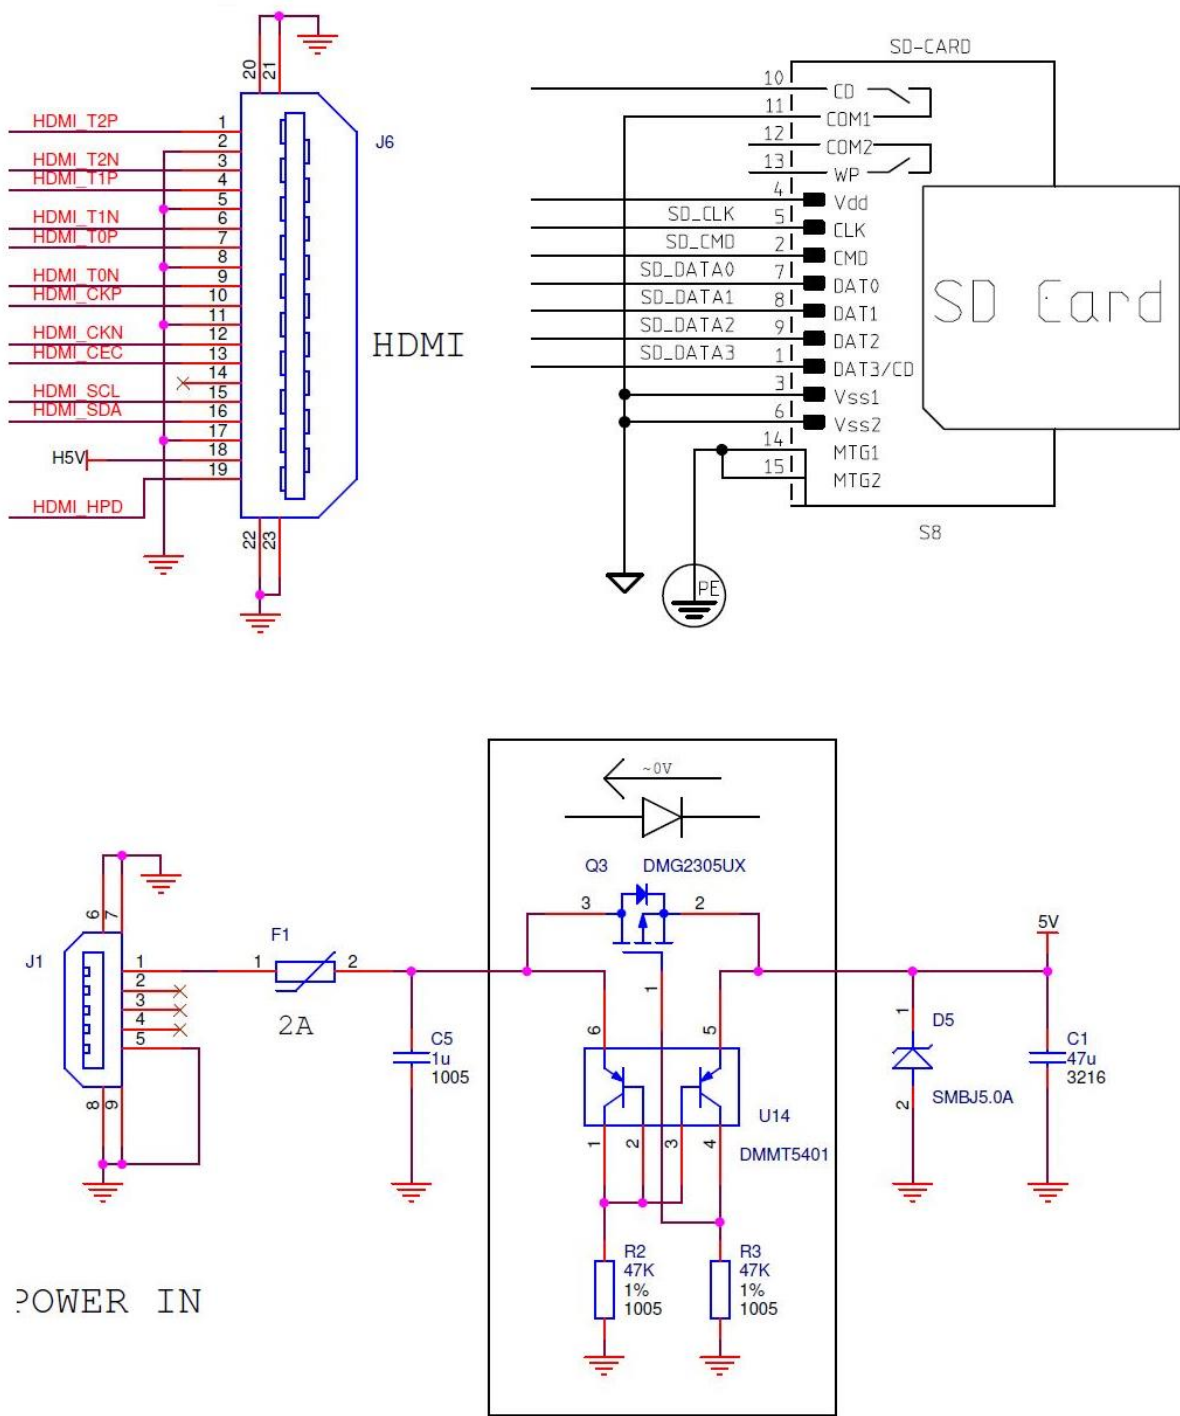 20
21
HDMI_T2P 1
2
HDMI_T2N 3
HDMI_T1P 4
5
HDMI_T1N 6
HDMI_T0P 7
8
HDMI_T0N 9
HDMI_CKP 10
11
HDMI_CKN 12
HDMI_CEC 13
14
HDMI_SCL 15
HDMI_SDA 16
17
H5V 18
19
HDMI_HPD
22
23
J6
HDMI
SD-CARD
10 CD
11 COM1
12 COM2
13 WP
4 Vdd
SD_CLK 5 CLK
SD_CMD 2 CMD
SD_DATA0 7 DAT0
SD_DATA1 8 DAT1
SD_DATA2 9 DAT2
SD_DATA3 1 DAT3/CD
3 Vss1
6 Vss2
14 MTG1
15 MTG2
SD Card
S8
PE
~0V
Q3 DMG2305UX
3 2
1
6 7
J1
1
2
3
4
5
8 9
F1
1 2
2A
C5
1u
1005
6 5
U14
1 2 3 4
DMMT5401
R2
47K
1%
1005
R3
47K
1%
1005
5V
1
D5
2
SMBJ5.0A
C1
47u
3216
POWER IN